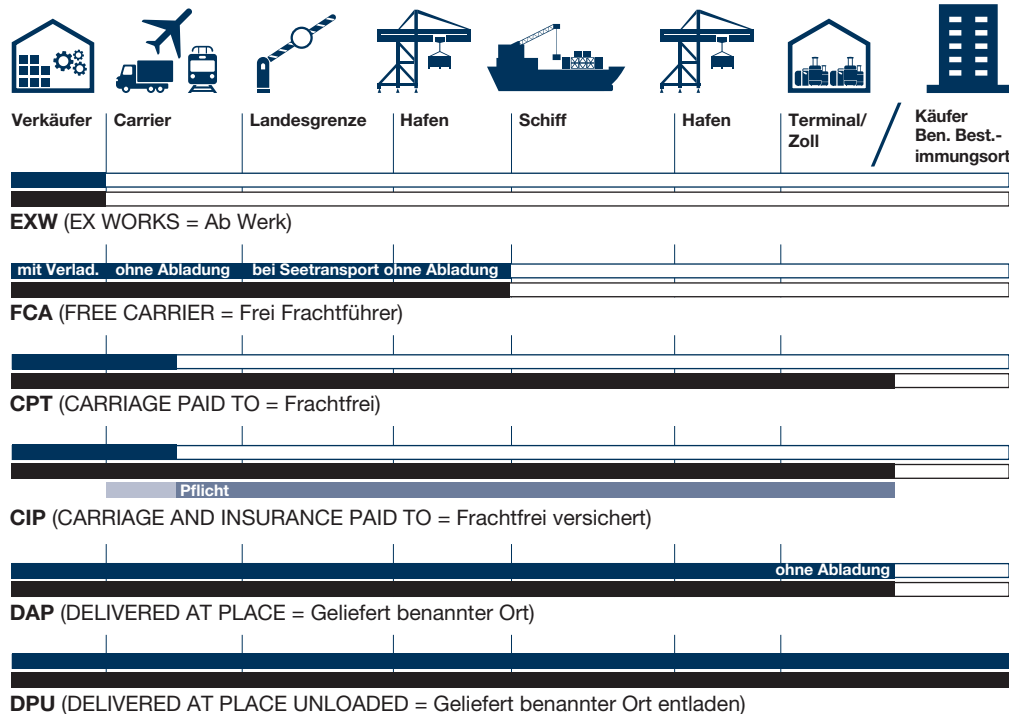 Verkäufer Carrier Landesgrenze Hafen Schiff Hafen Terminal/ Zoll Käufer Ben. Best.- immungsort
EXW (EX WORKS = Ab Werk)
mit Verlad. ohne Abladung bei Seetransport ohne Abladung
FCA (FREE CARRIER = Frei Frachtführer)
CPT (CARRIAGE PAID TO = Frachtfrei)
Pflicht
CIP (CARRIAGE AND INSURANCE PAID TO = Frachtfrei versichert)
ohne Abladung
DAP (DELIVERED AT PLACE = Geliefert benannter Ort)
DPU (DELIVERED AT PLACE UNLOADED = Geliefert benannter Ort entladen)